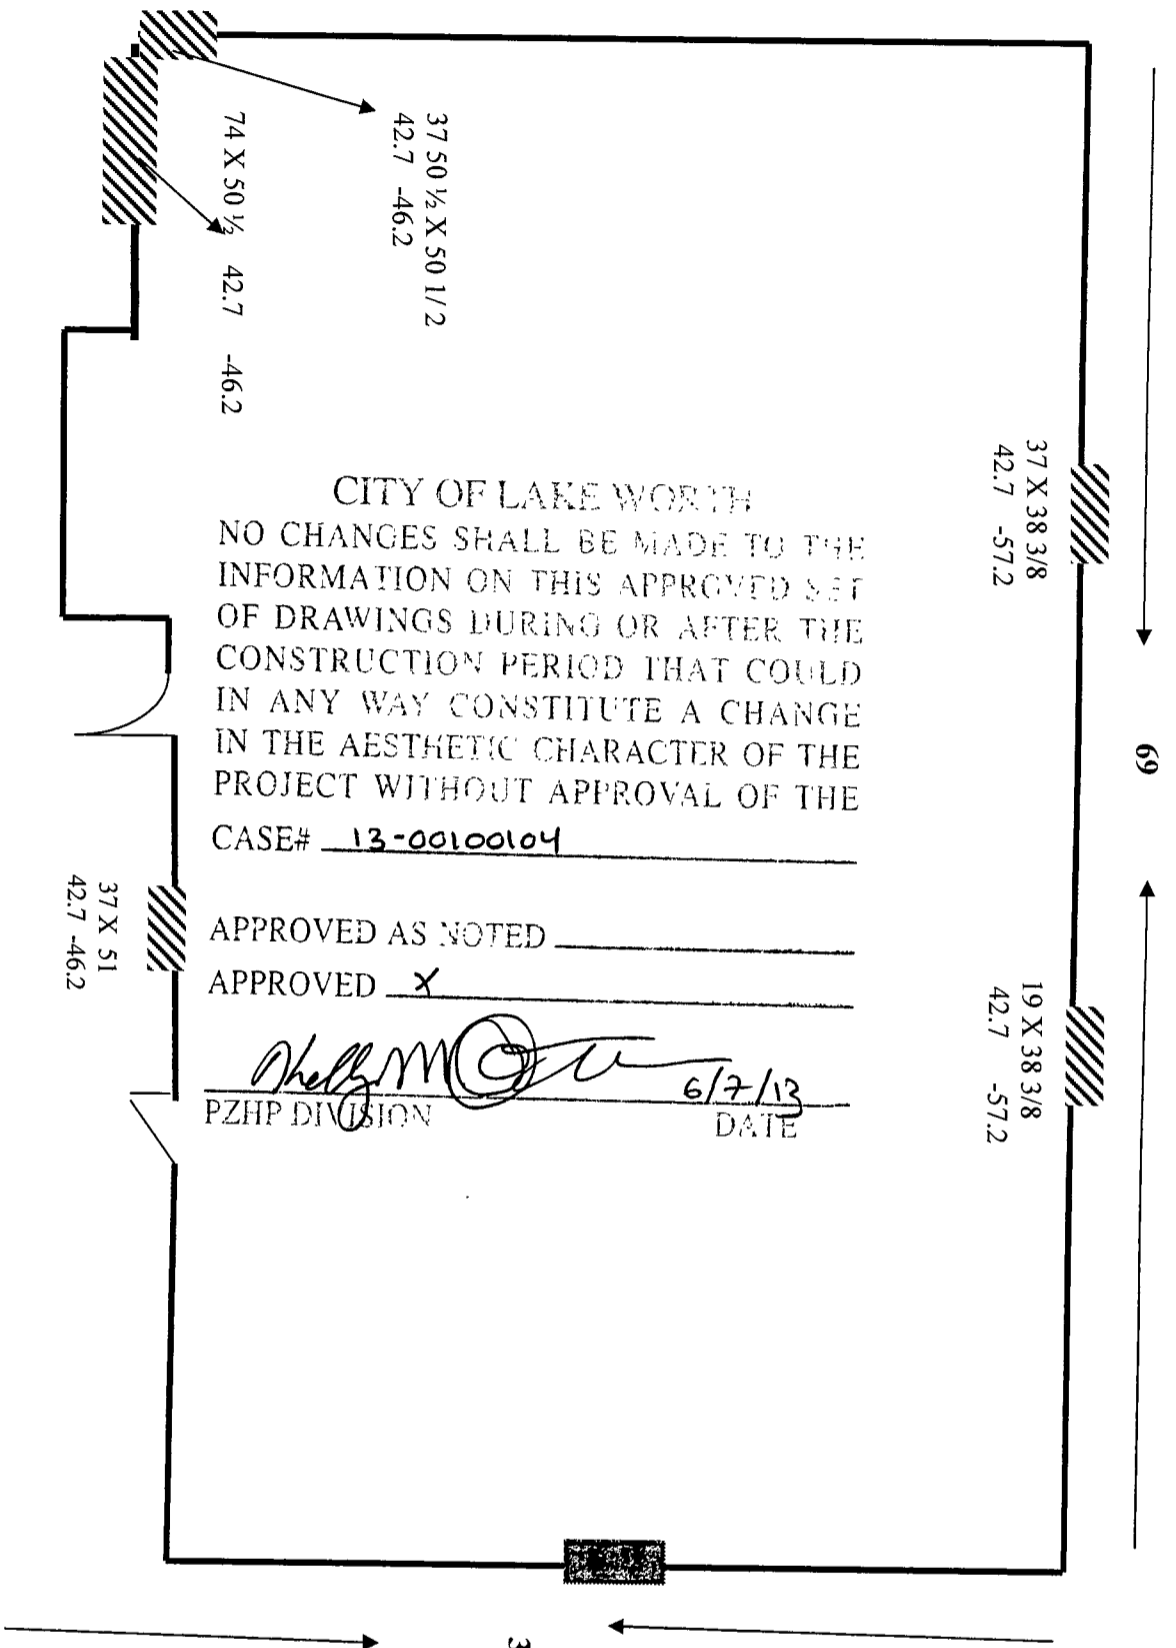 37 50 ½ X 50 1/2
42.7 -46.2
74 X 50 ½ 42.7 -46.2
37 X 38 3/8
42.7 -57.2
69
CITY OF LAKE WORTH
NO CHANGES SHALL BE MADE TO THE
INFORMATION ON THIS APPROVED SET
OF DRAWINGS DURING OR AFTER THE
CONSTRUCTION PERIOD THAT COULD
IN ANY WAY CONSTITUTE A CHANGE
IN THE AESTHETIC CHARACTER OF THE
PROJECT WITHOUT APPROVAL OF THE
CASE# 13-00100104
37 X 51
42.7 -46.2
APPROVED AS NOTED
APPROVED X
19 X 38 3/8
42.7 -57.2
6/7/13
PZHP DIVISION DATE